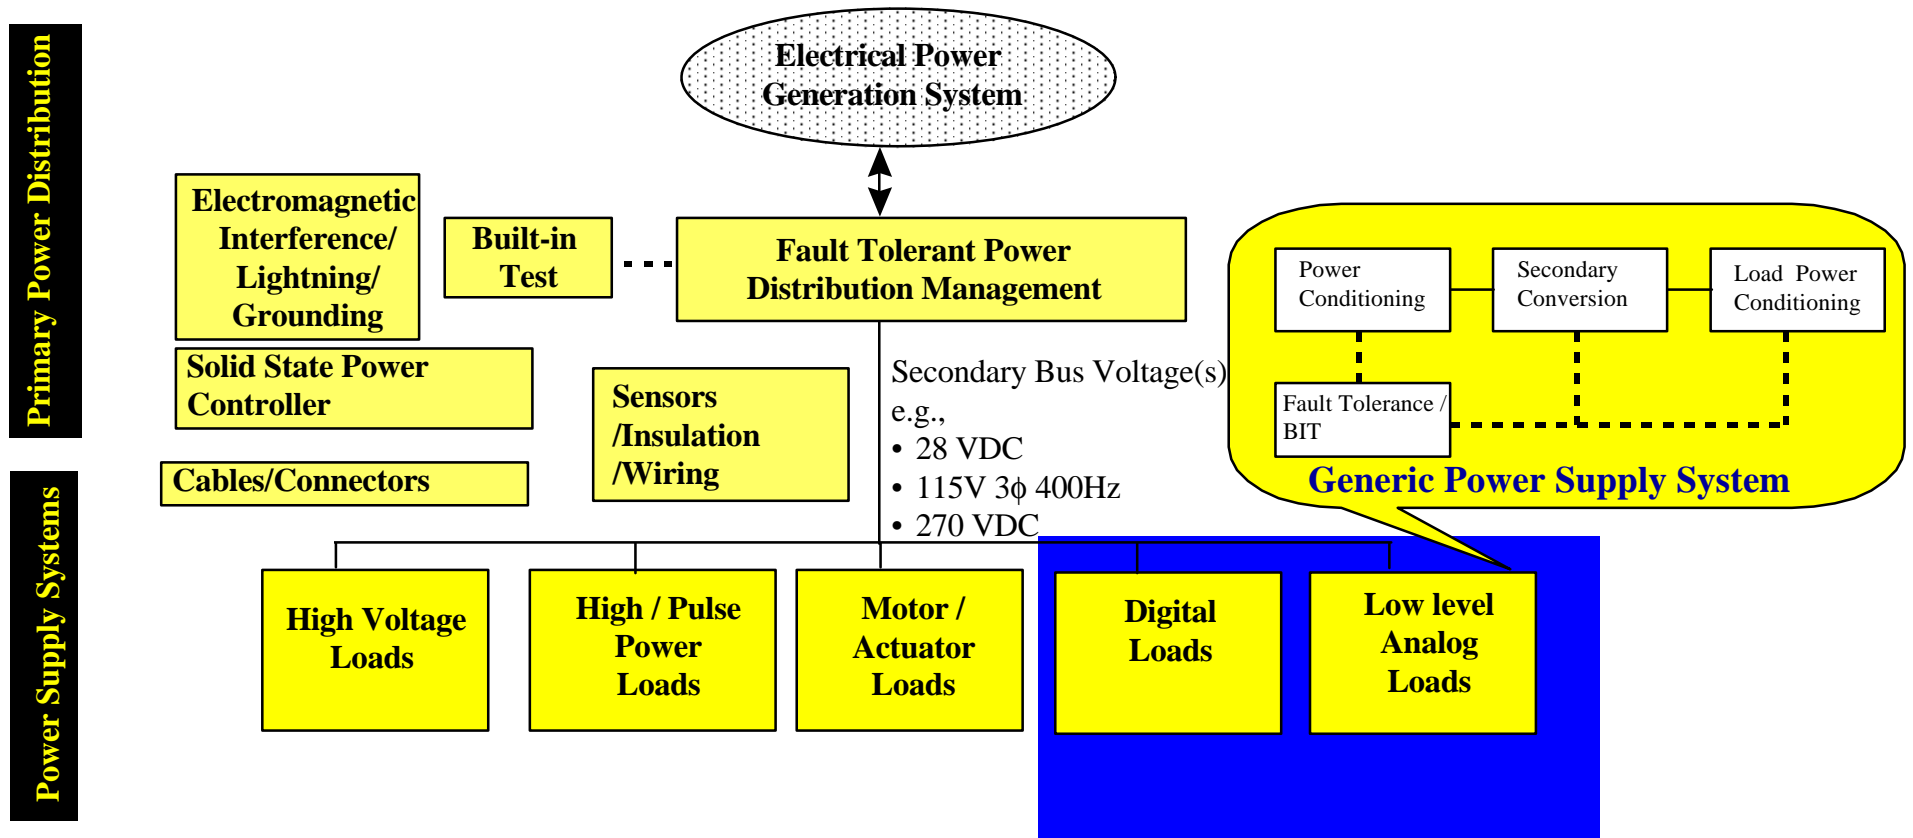 Primary Power Distribution
Power Supply Systems
Electrical Power
Generation System
Electromagnetic
Interference/
Lightning/
Grounding
Built-in
Test
Fault Tolerant Power
Distribution Management
Solid State Power
Controller
Cables/Connectors
Sensors
/Insulation
/Wiring
Secondary Bus Voltage(s)
e.g.,
• 28 VDC
• 115V 3ϕ 400Hz
• 270 VDC
Power
Conditioning
Secondary
Conversion
Load Power
Conditioning
Fault Tolerance /
BIT
Generic Power Supply System
High Voltage
Loads
High / Pulse
Power
Loads
Motor /
Actuator
Loads
Digital
Loads
Low level
Analog
Loads